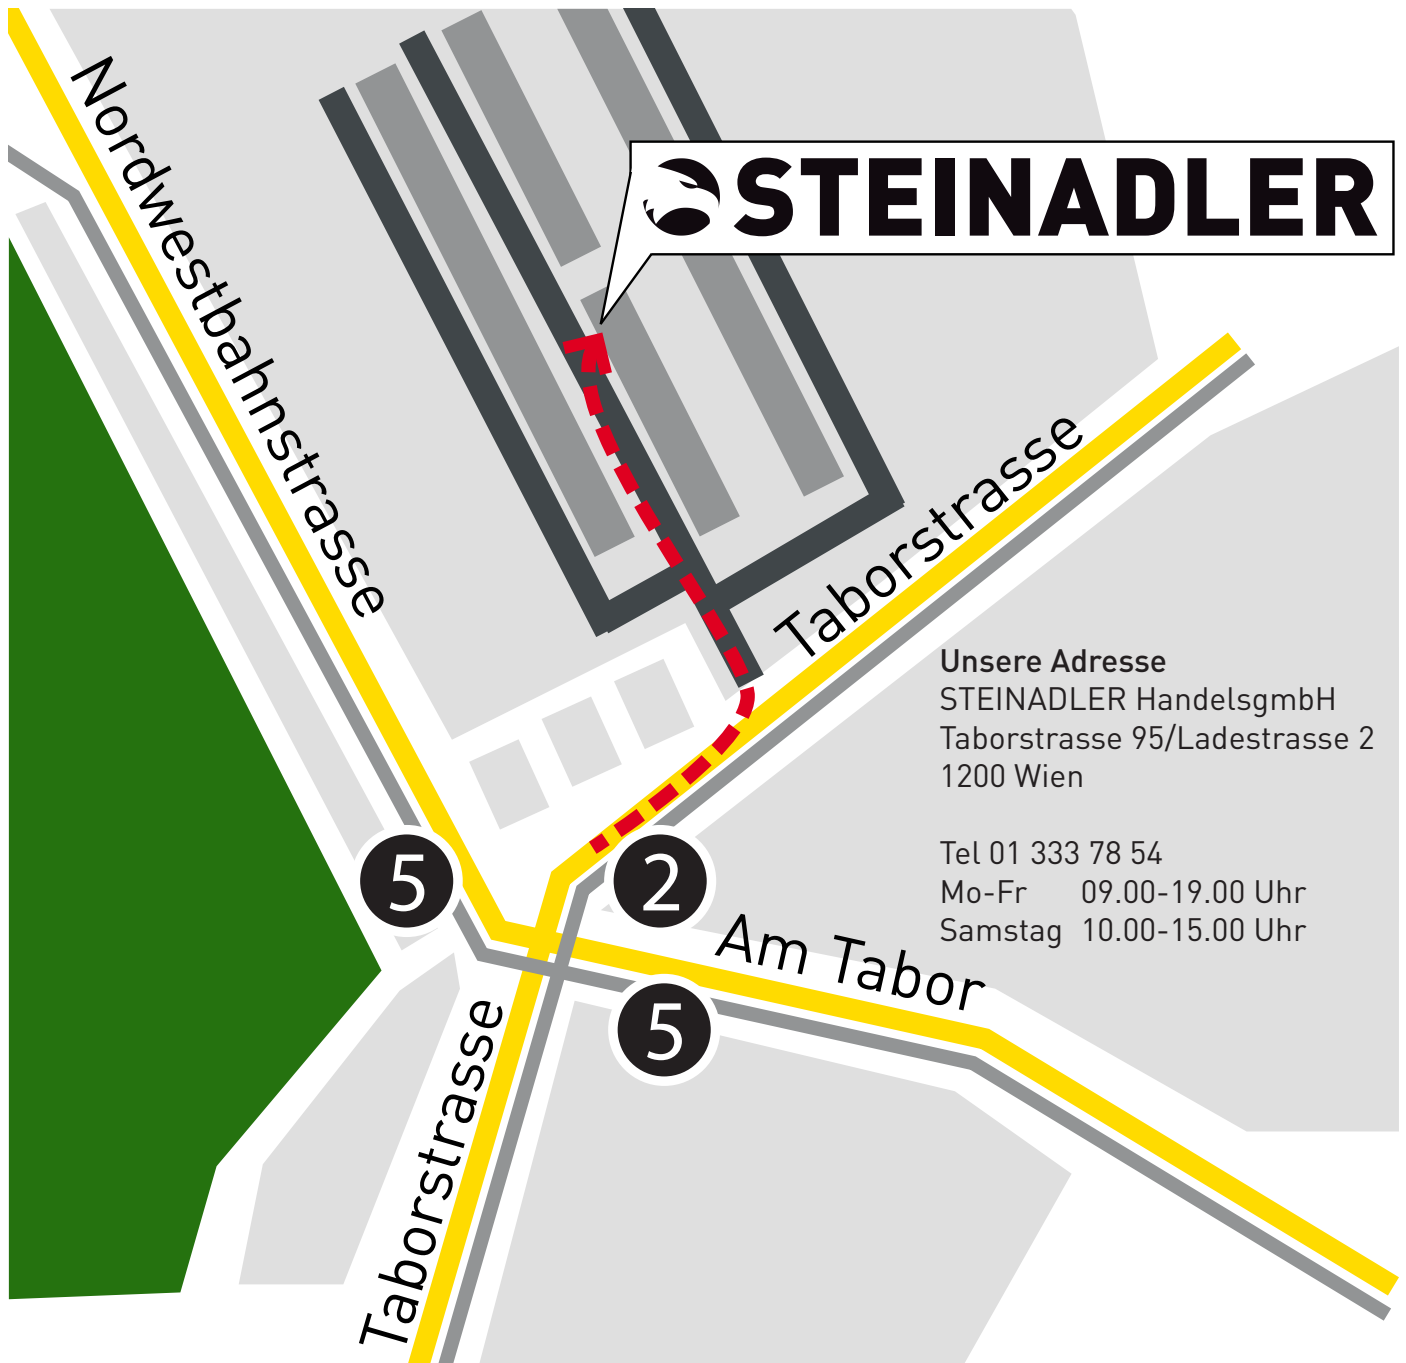 Nordwestbahnstrasse
STEINADLER
Taborstrasse
Unsere Adresse
STEINADLER HandelsgmbH
Taborstrasse 95/Ladestrasse 2
1200 Wien
Tel 01 333 78 54
Mo-Fr 09.00-19.00 Uhr
Samstag 10.00-15.00 Uhr
5
2
Am Tabor
5
Taborstrasse